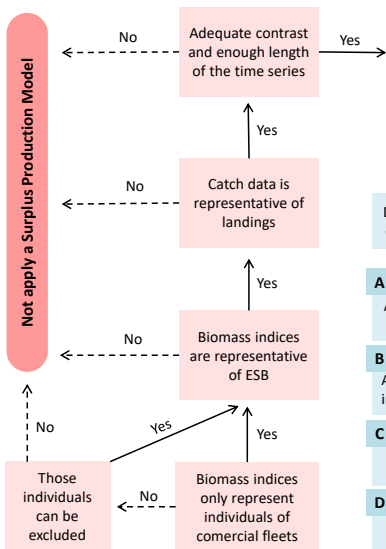 Not apply a Surplus Production Model
Adequate contrast
and enough length
of the time series
No
Yes
Yes
Catch data is
representative of
landings
No
Yes
Biomass indices
are representative
of ESB
No
No
Yes
Yes
Those
individuals
can be
excluded
No
Biomass indices
only represent
individuals of
comercial fleets
A
B
C
D